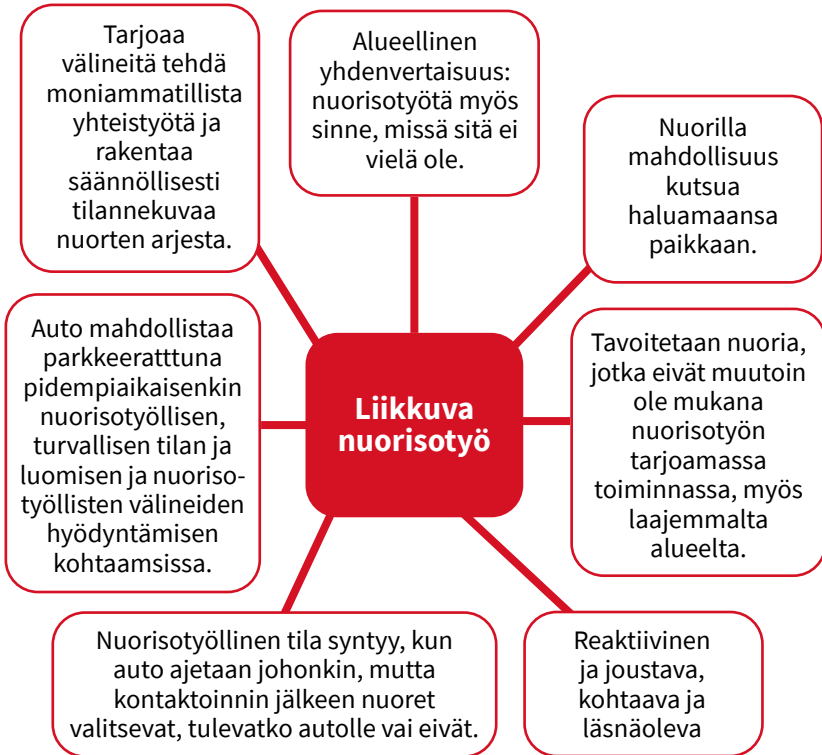 Tarjoaa
välineitä tehdä
moniammatillista
yhteistyötä ja
rakentaa
säännöllisesti
tilannekuvaa
nuorten arjesta.
Alueellinen
yhdenvertaisuus:
nuorisotyötä myös
sinne, missä sitä ei
vielä ole.
Nuorilla
mahdollisuus
kutsua
haluamaansa
paikkaan.
Auto mahdollistaa
parkkeeratttuna
pidempiaikaisenkin
nuorisotyöllisen,
turvallisen tilan ja
luomisen ja nuoriso-
työllisten välineiden
hyödyntämisen
kohtaamsissa.
Liikkuva
nuorisotyö
Tavoitetaan nuoria,
jotka eivät muutoin
ole mukana
nuorisotyön
tarjoamassa
toiminnassa, myös
laajemmalta
alueelta.
Nuorisotyöllinen tila syntyy, kun
auto ajetaan johonkin, mutta
kontaktoinnin jälkeen nuoret
valitsevat, tulevatko autolle vai eivät.
Reaktiivinen
ja joustava,
kohtaava ja
läsnäoleva